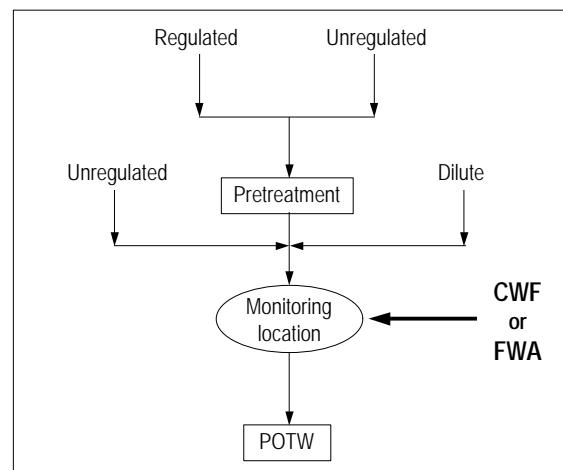 Regulated Unregulated
Unregulated Dilute
Pretreatment
Monitoring
location
CWF
or
FWA
POTW